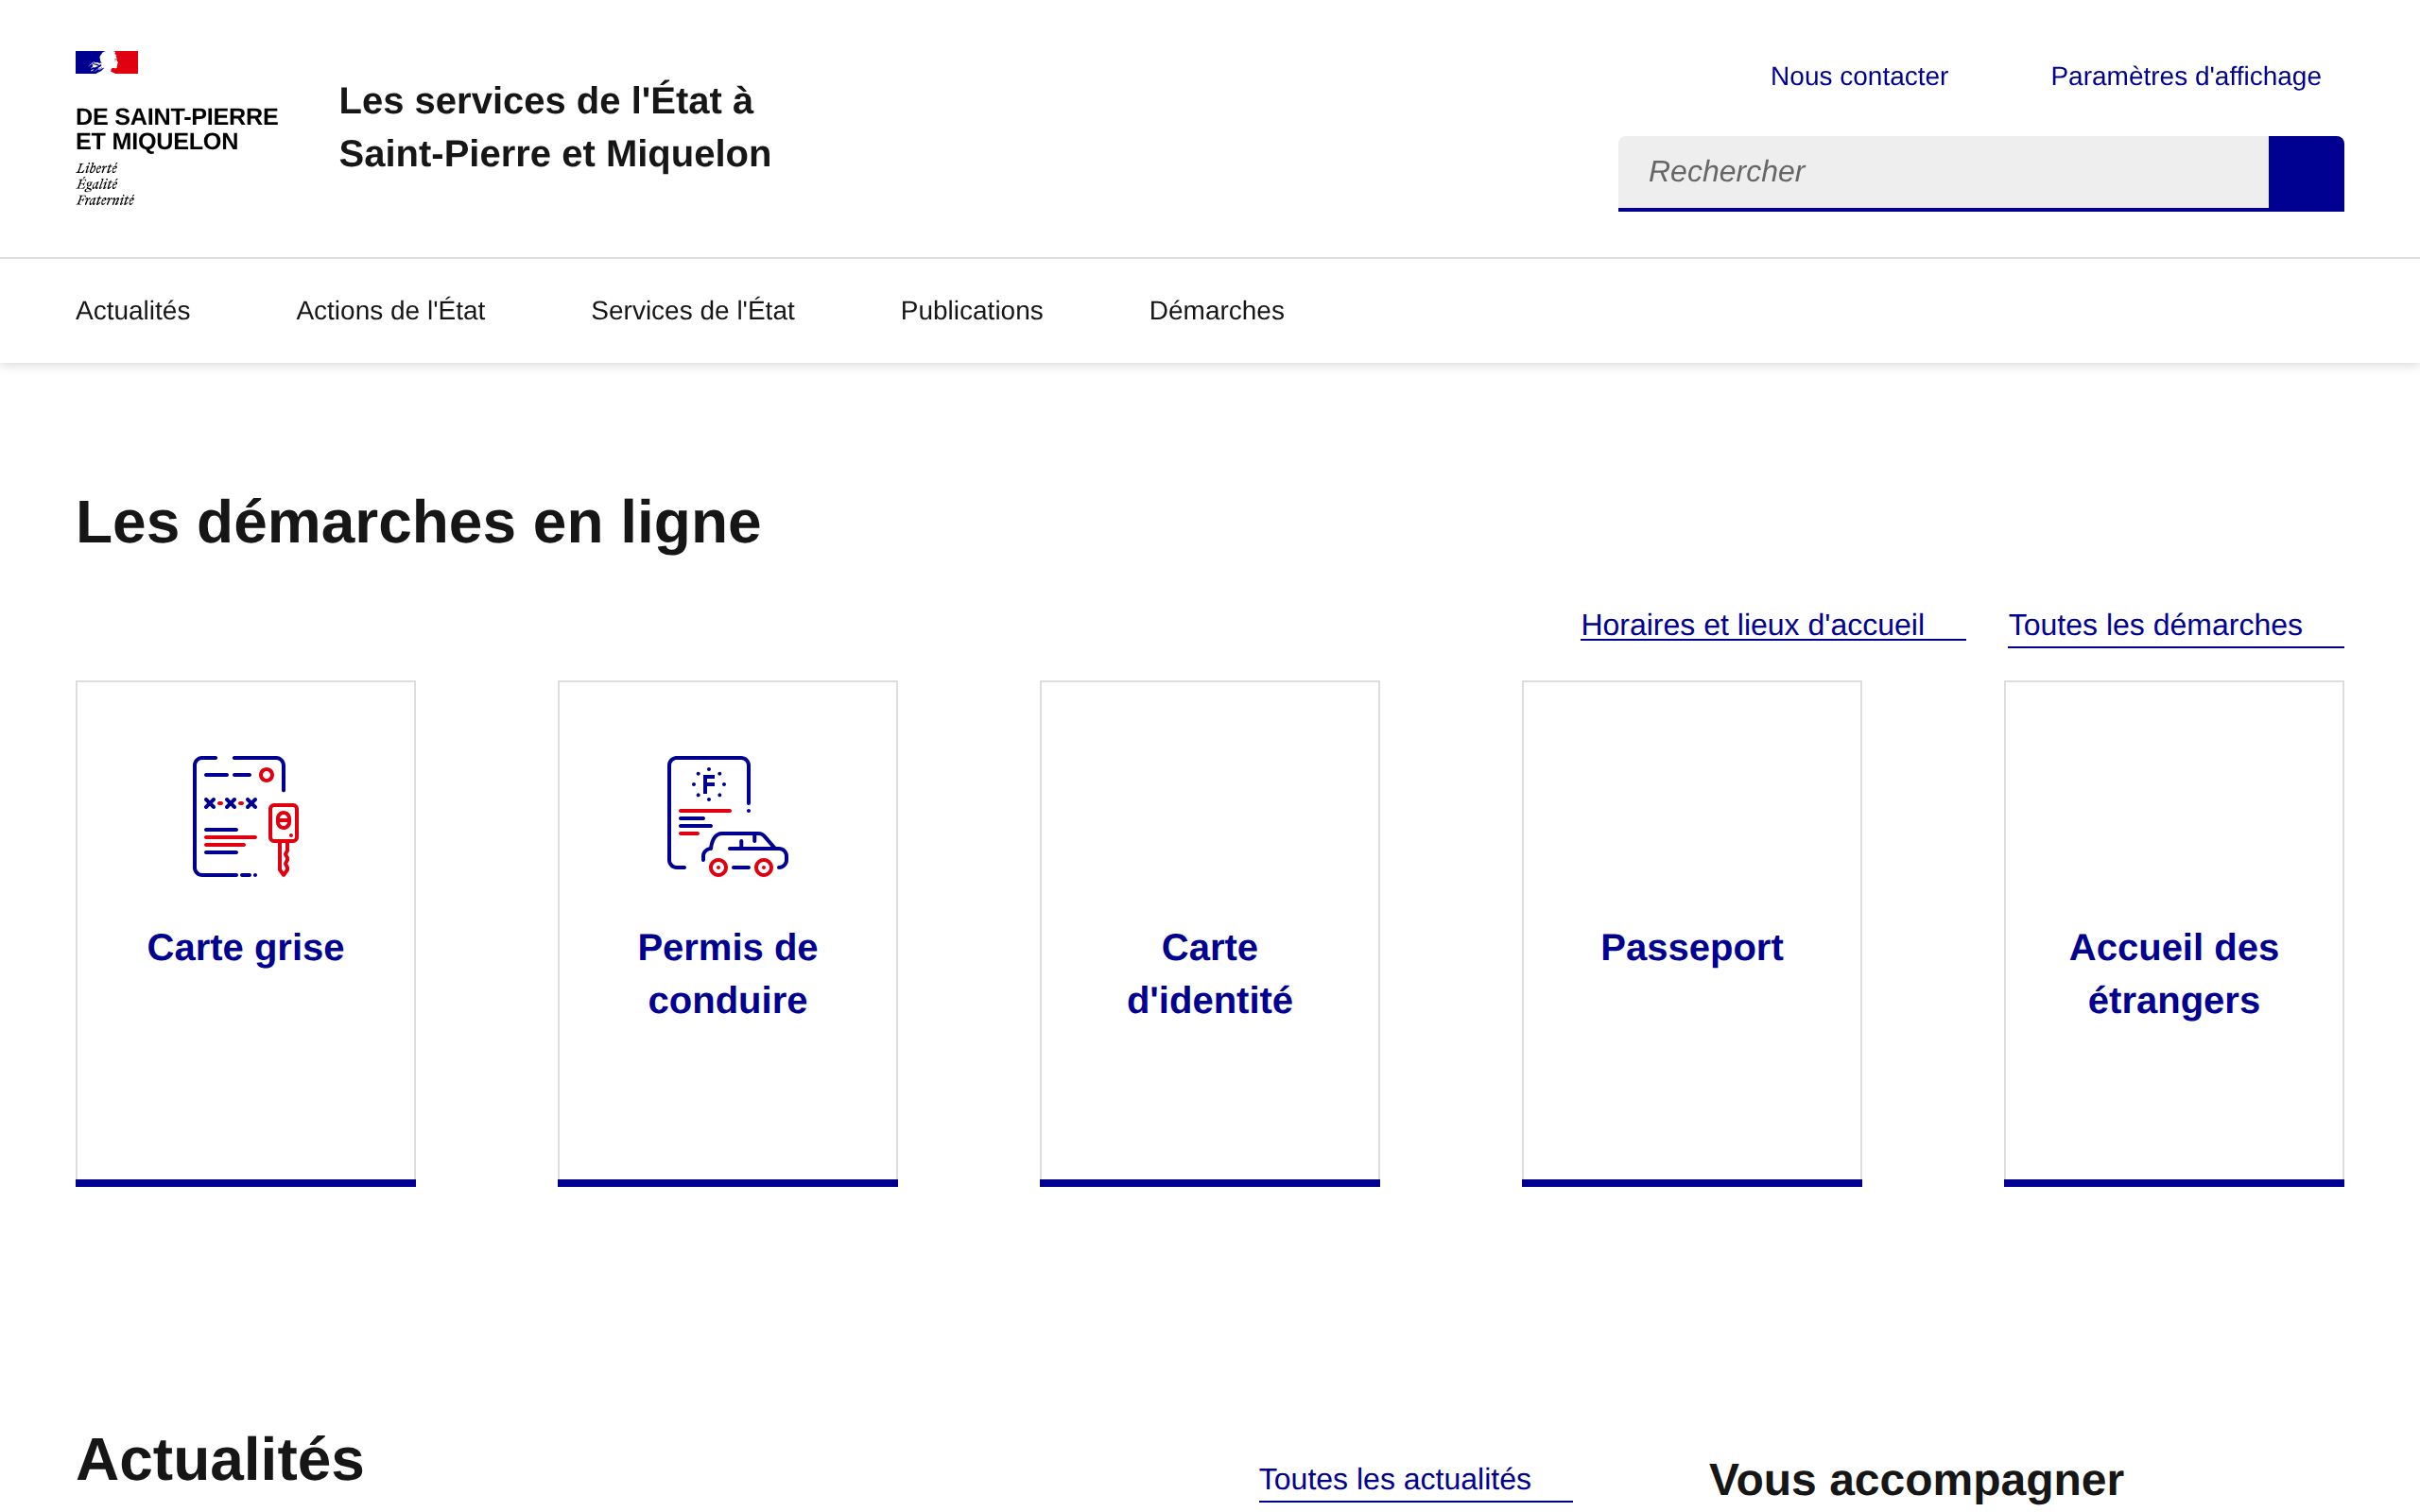 DE SAINT-PIERRE
ET MIQUELON
Liberté
Égalité
Fraternité
Les services de l'État à
Saint-Pierre et Miquelon
Nous contacter
Paramètres d'affichage
Rechercher
Actualités
Actions de l'État
Services de l'État
Publications
Démarches
Les démarches en ligne
Horaires et lieux d'accueil
Toutes les démarches
F
Carte grise
Permis de
conduire
Carte
d'identité
Passeport
Accueil des
étrangers
Actualités
Toutes les actualités
Vous accompagner